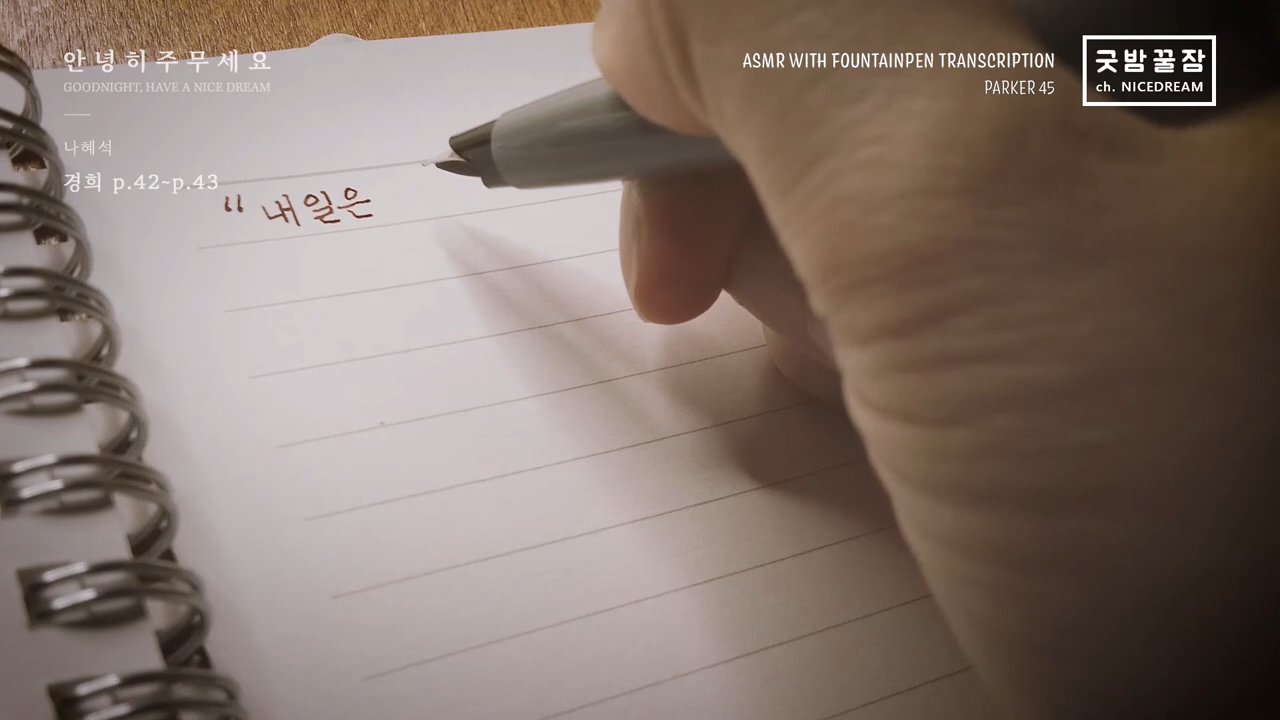 안녕히주무세요
GOODNIGHT, HAVE A NICE DREAM
나혜석
경희 p.42~p.43
ASMR WITH FOUNTAINPEN TRANSCRIPTION
PARKER 45
굿밤꿀잠
ch. NICEDREAM
“ 내일은